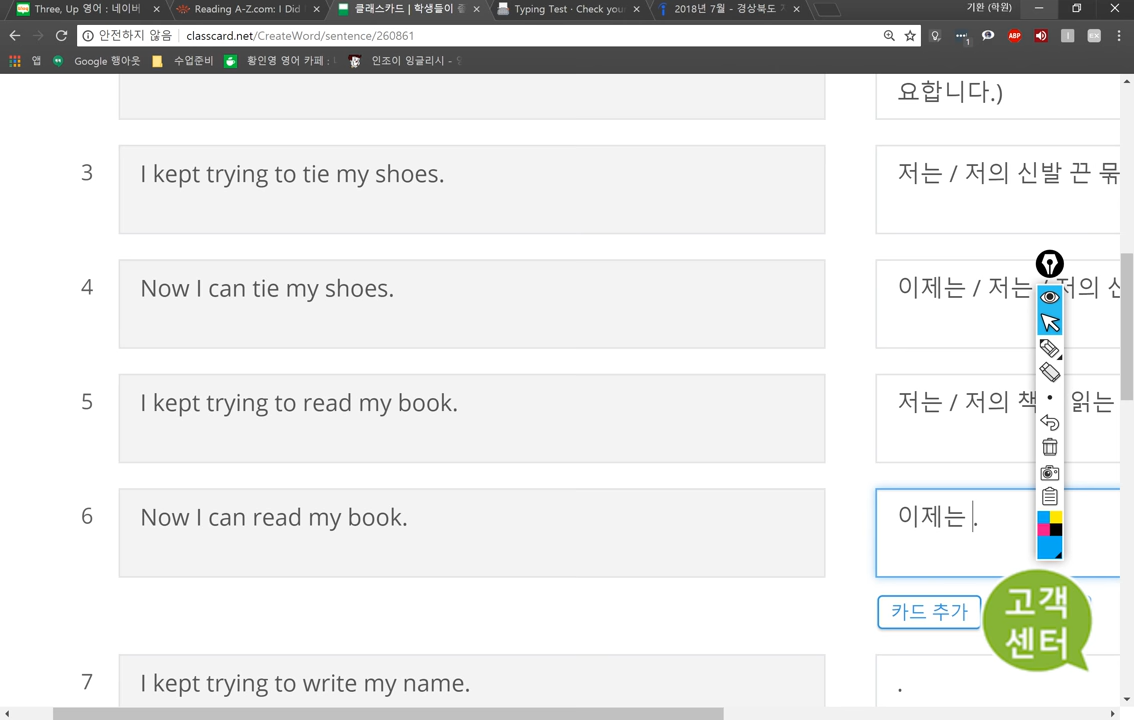 Three, Up 영어 : 네이버
Reading A-Z.com: I Did
클래스카드 | 학생들이
Typing Test · Check you
2018년 7월 - 경상북도
기환 (학원)
안전하지 않음 classcard.net/CreateWord/sentence/260861
앱 Google 행아웃 수업준비 황인영 영어 카페 : 인조이 잉글리시 -
요합니다.)
3 I kept trying to tie my shoes. 저는 / 저의 신발 끈 묶
4 Now I can tie my shoes. 이제는 / 저는 / 저의 신
5 I kept trying to read my book. 저는 / 저의 책 읽는
6 Now I can read my book. 이제는 .
카드 추가
고객
센터
7 I kept trying to write my name. .